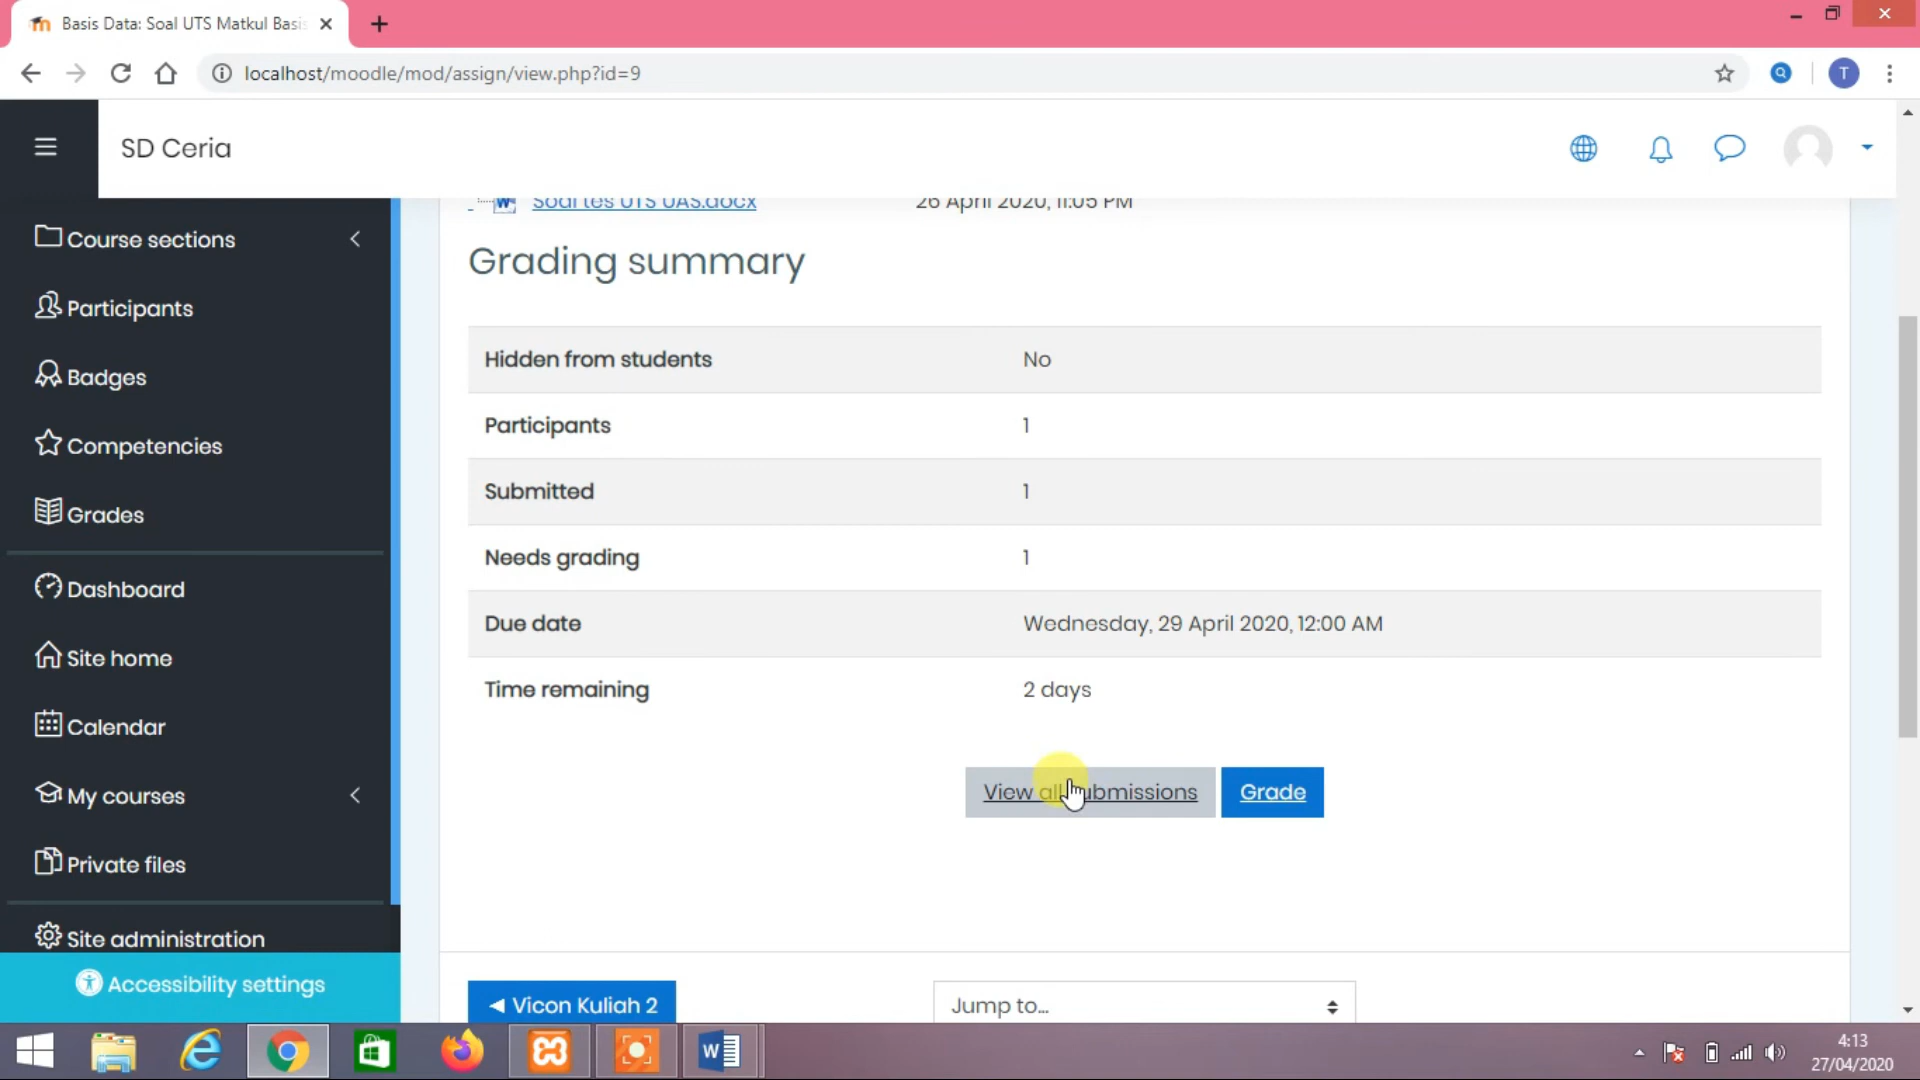 Basis Data: Soal UTS Matkul Basis
localhost/moodle/mod/assign/view.php?id=9
T
SD Ceria
Soal tes UTS UAS.docx 26 April 2020, 11:05 PM
Course sections
Participants
Badges
Competencies
Grades
Dashboard
Site home
Calendar
My courses
Private files
Site administration
Accessibility settings
Grading summary
Hidden from students No
Participants 1
Submitted 1
Needs grading 1
Due date Wednesday, 29 April 2020, 12:00 AM
Time remaining 2 days
View all submissions Grade
◄ Vicon Kuliah 2 Jump to...
4:13
27/04/2020